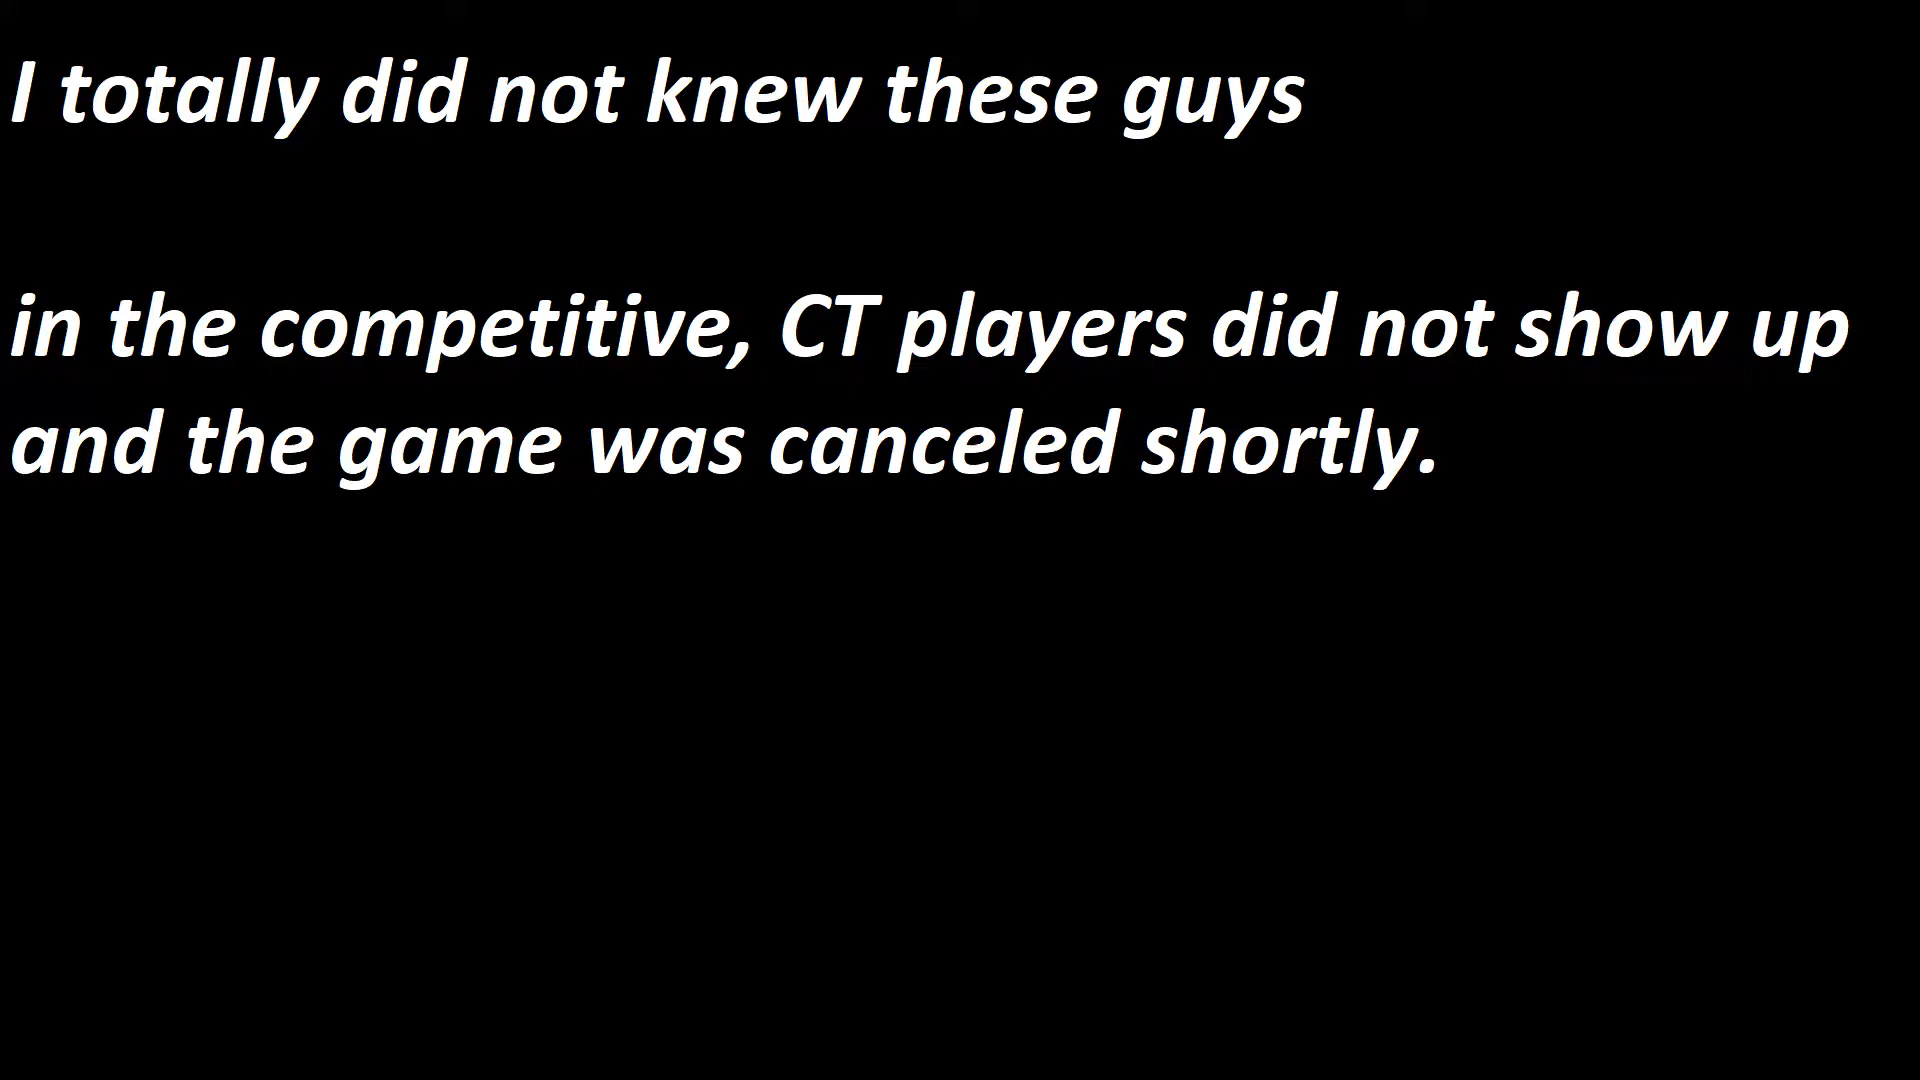 I totally did not knew these guys
in the competitive, CT players did not show up
and the game was canceled shortly.